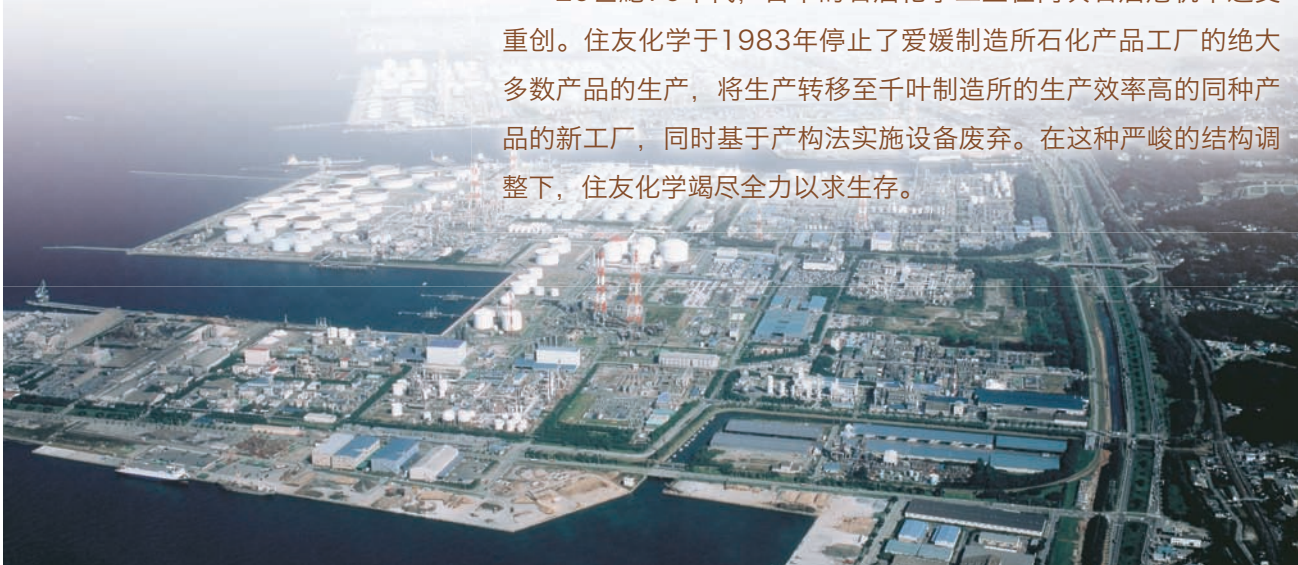 重创。住友化学于1983年停止了爱媛制造所石化产品工厂的绝大
多数产品的生产，将生产转移至千叶制造所的生产效率高的同种产
品的新工厂，同时基于产构法实施设备废弃。在这种严峻的结构调
整下，住友化学竭尽全力以求生存。